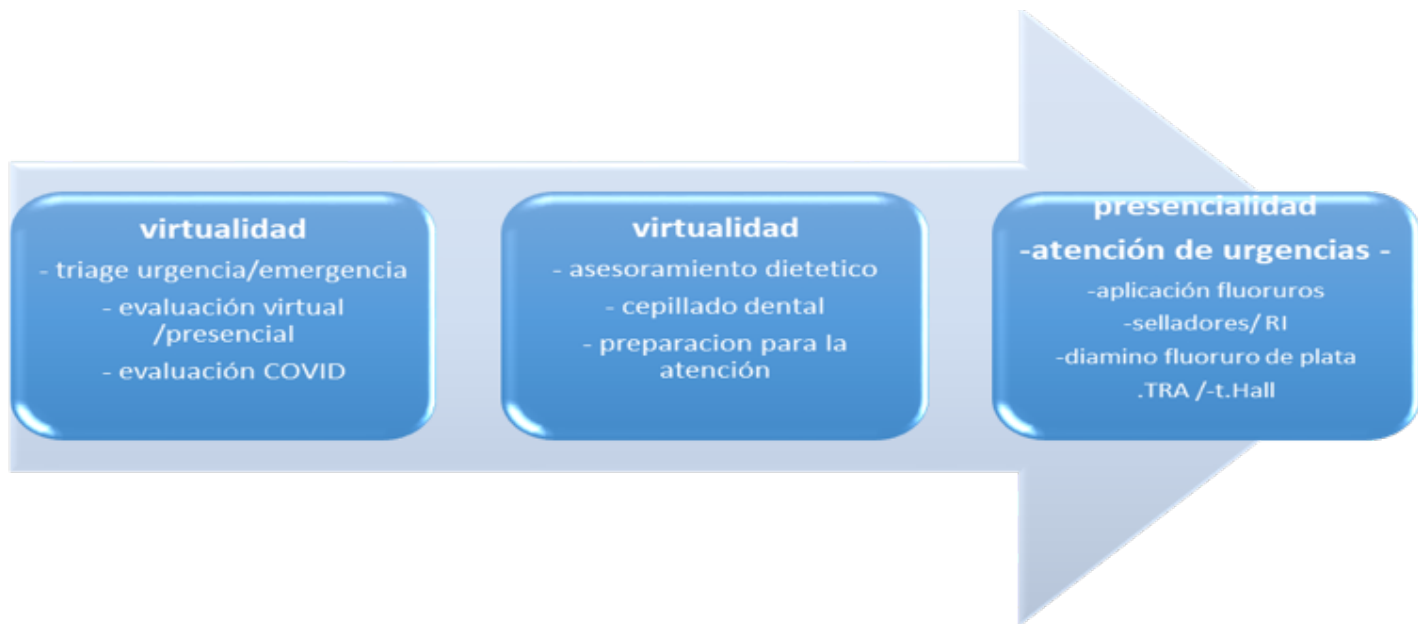 virtualidad
- triage urgencia/emergencia
- evaluación virtual
/presencial
- evaluación COVID
virtualidad
- asesoramiento dietetico
- cepillado dental
- preparacion para la
atención
presencialidad
-atención de urgencias -
-aplicación fluoruros
-selladores/ RI
-diamino fluoruro de plata
.TRA /-t.Hall